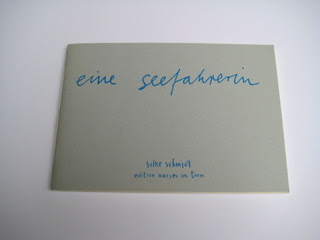 eine seefahrerin
silke schmidt
edition wasser im turm